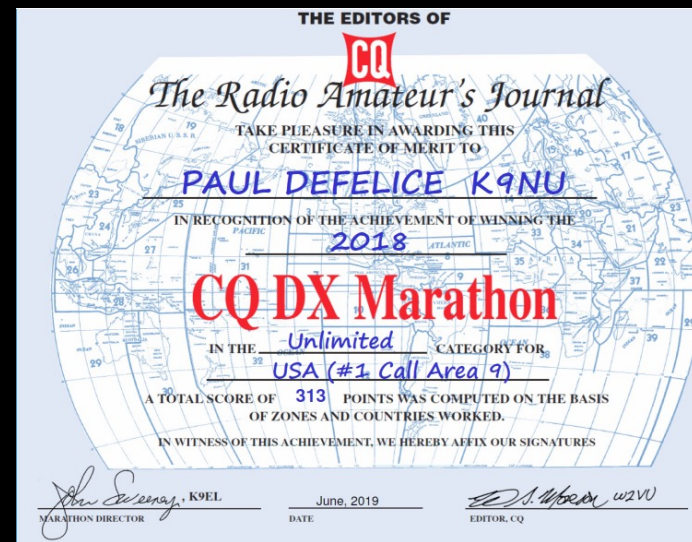 THE EDITORS OF
CQ
The Radio Amateur's Journal
TAKE PLEASURE IN AWARDING THIS
CERTIFICATE OF MERIT TO
PAUL DEFELICE K9NU
IN RECOGNITION OF THE ACHIEVEMENT OF WINNING THE
2018
CQ DX Marathon
IN THE Unlimited CATEGORY FOR
USA (#1 Call Area 9)
A TOTAL SCORE OF 313 POINTS WAS COMPUTED ON THE BASIS
OF ZONES AND COUNTRIES WORKED.
IN WITNESS OF THIS ACHIEVEMENT, WE HEREBY AFFIX OUR SIGNATURES
John Sweeney, K9EL June, 2019 W2VU
MARATHON DIRECTOR DATE EDITOR, CQ